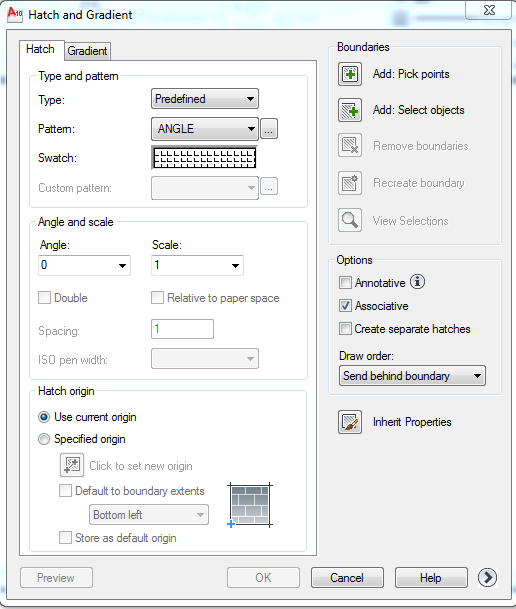 A10 Hatch and Gradient
Hatch Gradient
Type and pattern
Type: Predefined
Pattern: ANGLE ...
Swatch:
Custom pattern: ...
Angle and scale
Angle: Scale:
0 1
Double Relative to paper space
Spacing: 1
ISO pen width:
Hatch origin
Use current origin
Specified origin
Click to set new origin
Default to boundary extents
Bottom left
Store as default origin
Boundaries
Add: Pick points
Add: Select objects
Remove boundaries
Recreate boundary
View Selections
Options
Annotative
Associative
Create separate hatches
Draw order:
Send behind boundary
Inherit Properties
Preview OK Cancel Help